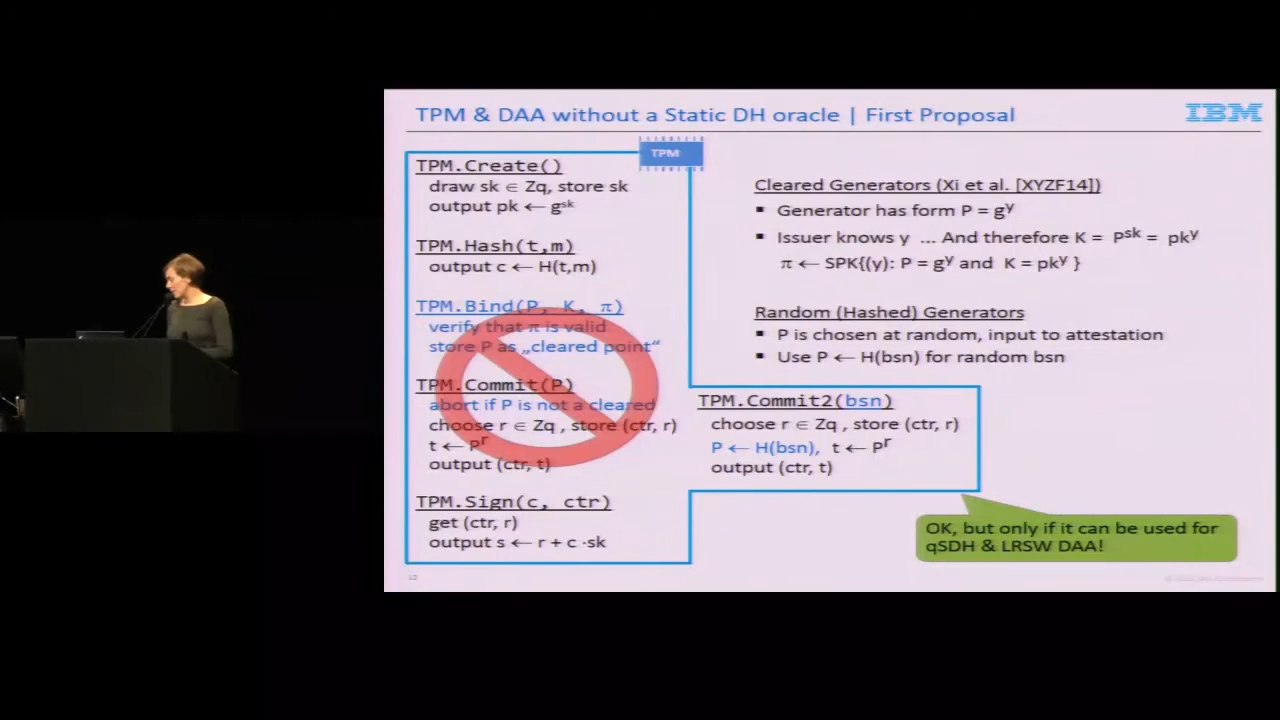 TPM & DAA without a Static DH oracle | First Proposal
IBM
TPM
TPM.Create()
draw sk ∈ Zq, store sk
output pk ← g^sk
TPM.Hash(t,m)
output c ← H(t,m)
TPM.Bind(P, K, π)
verify that π is valid
store P as „cleared point“
TPM.Commit(P)
abort if P is not a cleared
choose r ∈ Zq , store (ctr, r)
t ← P^r
output (ctr, t)
TPM.Sign(c, ctr)
get (ctr, r)
output s ← r + c ·sk
Cleared Generators (Xi et al. [XYZF14])
▪ Generator has form P = g^y
▪ Issuer knows y ... And therefore K = P^sk = pk^y
π ← SPK{(y): P = g^y and K = pk^y }
Random (Hashed) Generators
▪ P is chosen at random, input to attestation
▪ Use P ← H(bsn) for random bsn
TPM.Commit2(bsn)
choose r ∈ Zq , store (ctr, r)
P ← H(bsn), t ← P^r
output (ctr, t)
OK, but only if it can be used for
qSDH & LRSW DAA!
12